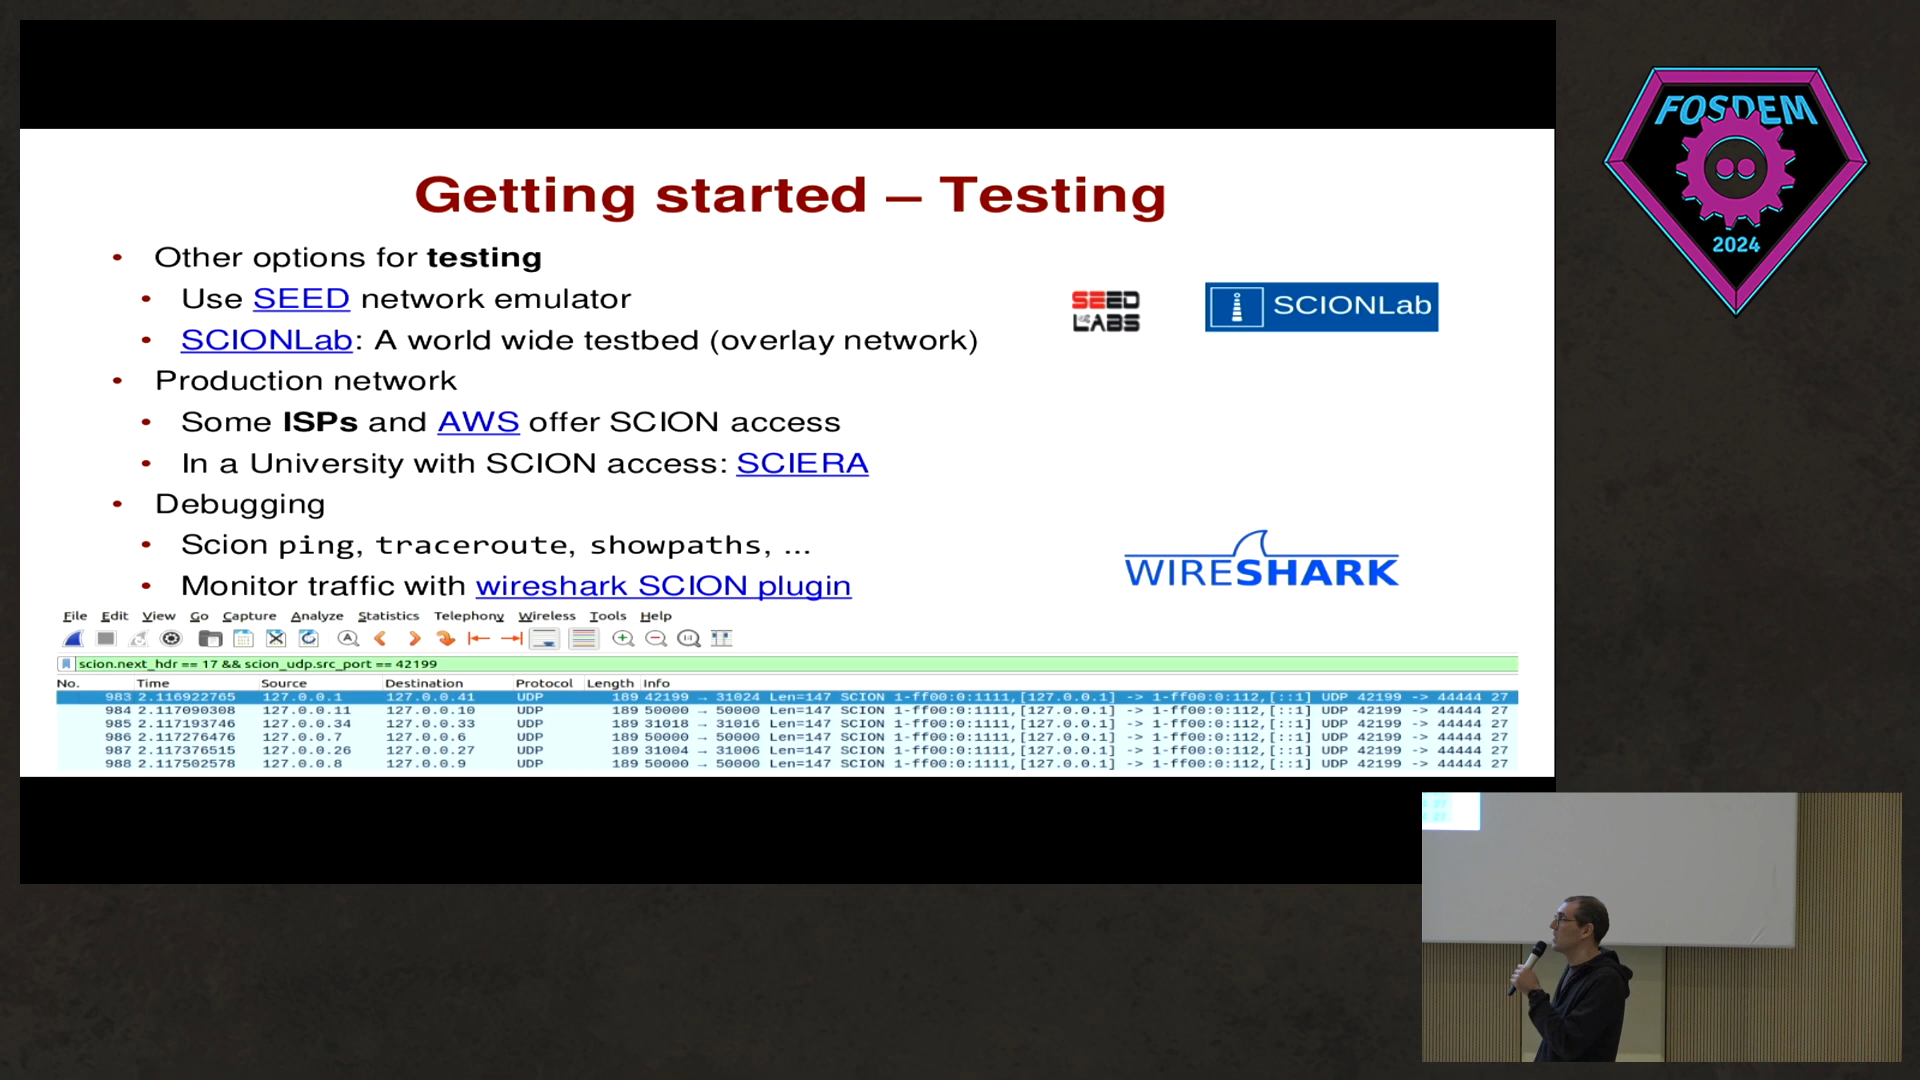 FOSDEM
2024
Getting started – Testing
• Other options for testing
• Use SEED network emulator
• SCIONLab: A world wide testbed (overlay network)
SEED
LABS
SCIONLab
• Production network
• Some ISPs and AWS offer SCION access
• In a University with SCION access: SCIERA
• Debugging
• Scion ping, traceroute, showpaths, ...
• Monitor traffic with wireshark SCION plugin
WIRESHARK
File Edit View Go Capture Analyze Statistics Telephony Wireless Tools Help
scion.next_hdr == 17 && scion_udp.src_port == 42199
No. Time Source Destination Protocol Length Info
983 2.116922765 127.0.0.1 127.0.0.41 UDP 189 42199 → 31024 Len=147 SCION 1-ff00:0:1111,[127.0.0.1] -> 1-ff00:0:112,[::1] UDP 42199 -> 44444 27
984 2.117090308 127.0.0.11 127.0.0.10 UDP 189 50000 → 50000 Len=147 SCION 1-ff00:0:1111,[127.0.0.1] -> 1-ff00:0:112,[::1] UDP 42199 -> 44444 27
985 2.117193746 127.0.0.34 127.0.0.33 UDP 189 31018 → 31016 Len=147 SCION 1-ff00:0:1111,[127.0.0.1] -> 1-ff00:0:112,[::1] UDP 42199 -> 44444 27
986 2.117276476 127.0.0.7 127.0.0.6 UDP 189 50000 → 50000 Len=147 SCION 1-ff00:0:1111,[127.0.0.1] -> 1-ff00:0:112,[::1] UDP 42199 -> 44444 27
987 2.117376515 127.0.0.26 127.0.0.27 UDP 189 31004 → 31006 Len=147 SCION 1-ff00:0:1111,[127.0.0.1] -> 1-ff00:0:112,[::1] UDP 42199 -> 44444 27
988 2.117502578 127.0.0.8 127.0.0.9 UDP 189 50000 → 50000 Len=147 SCION 1-ff00:0:1111,[127.0.0.1] -> 1-ff00:0:112,[::1] UDP 42199 -> 44444 27